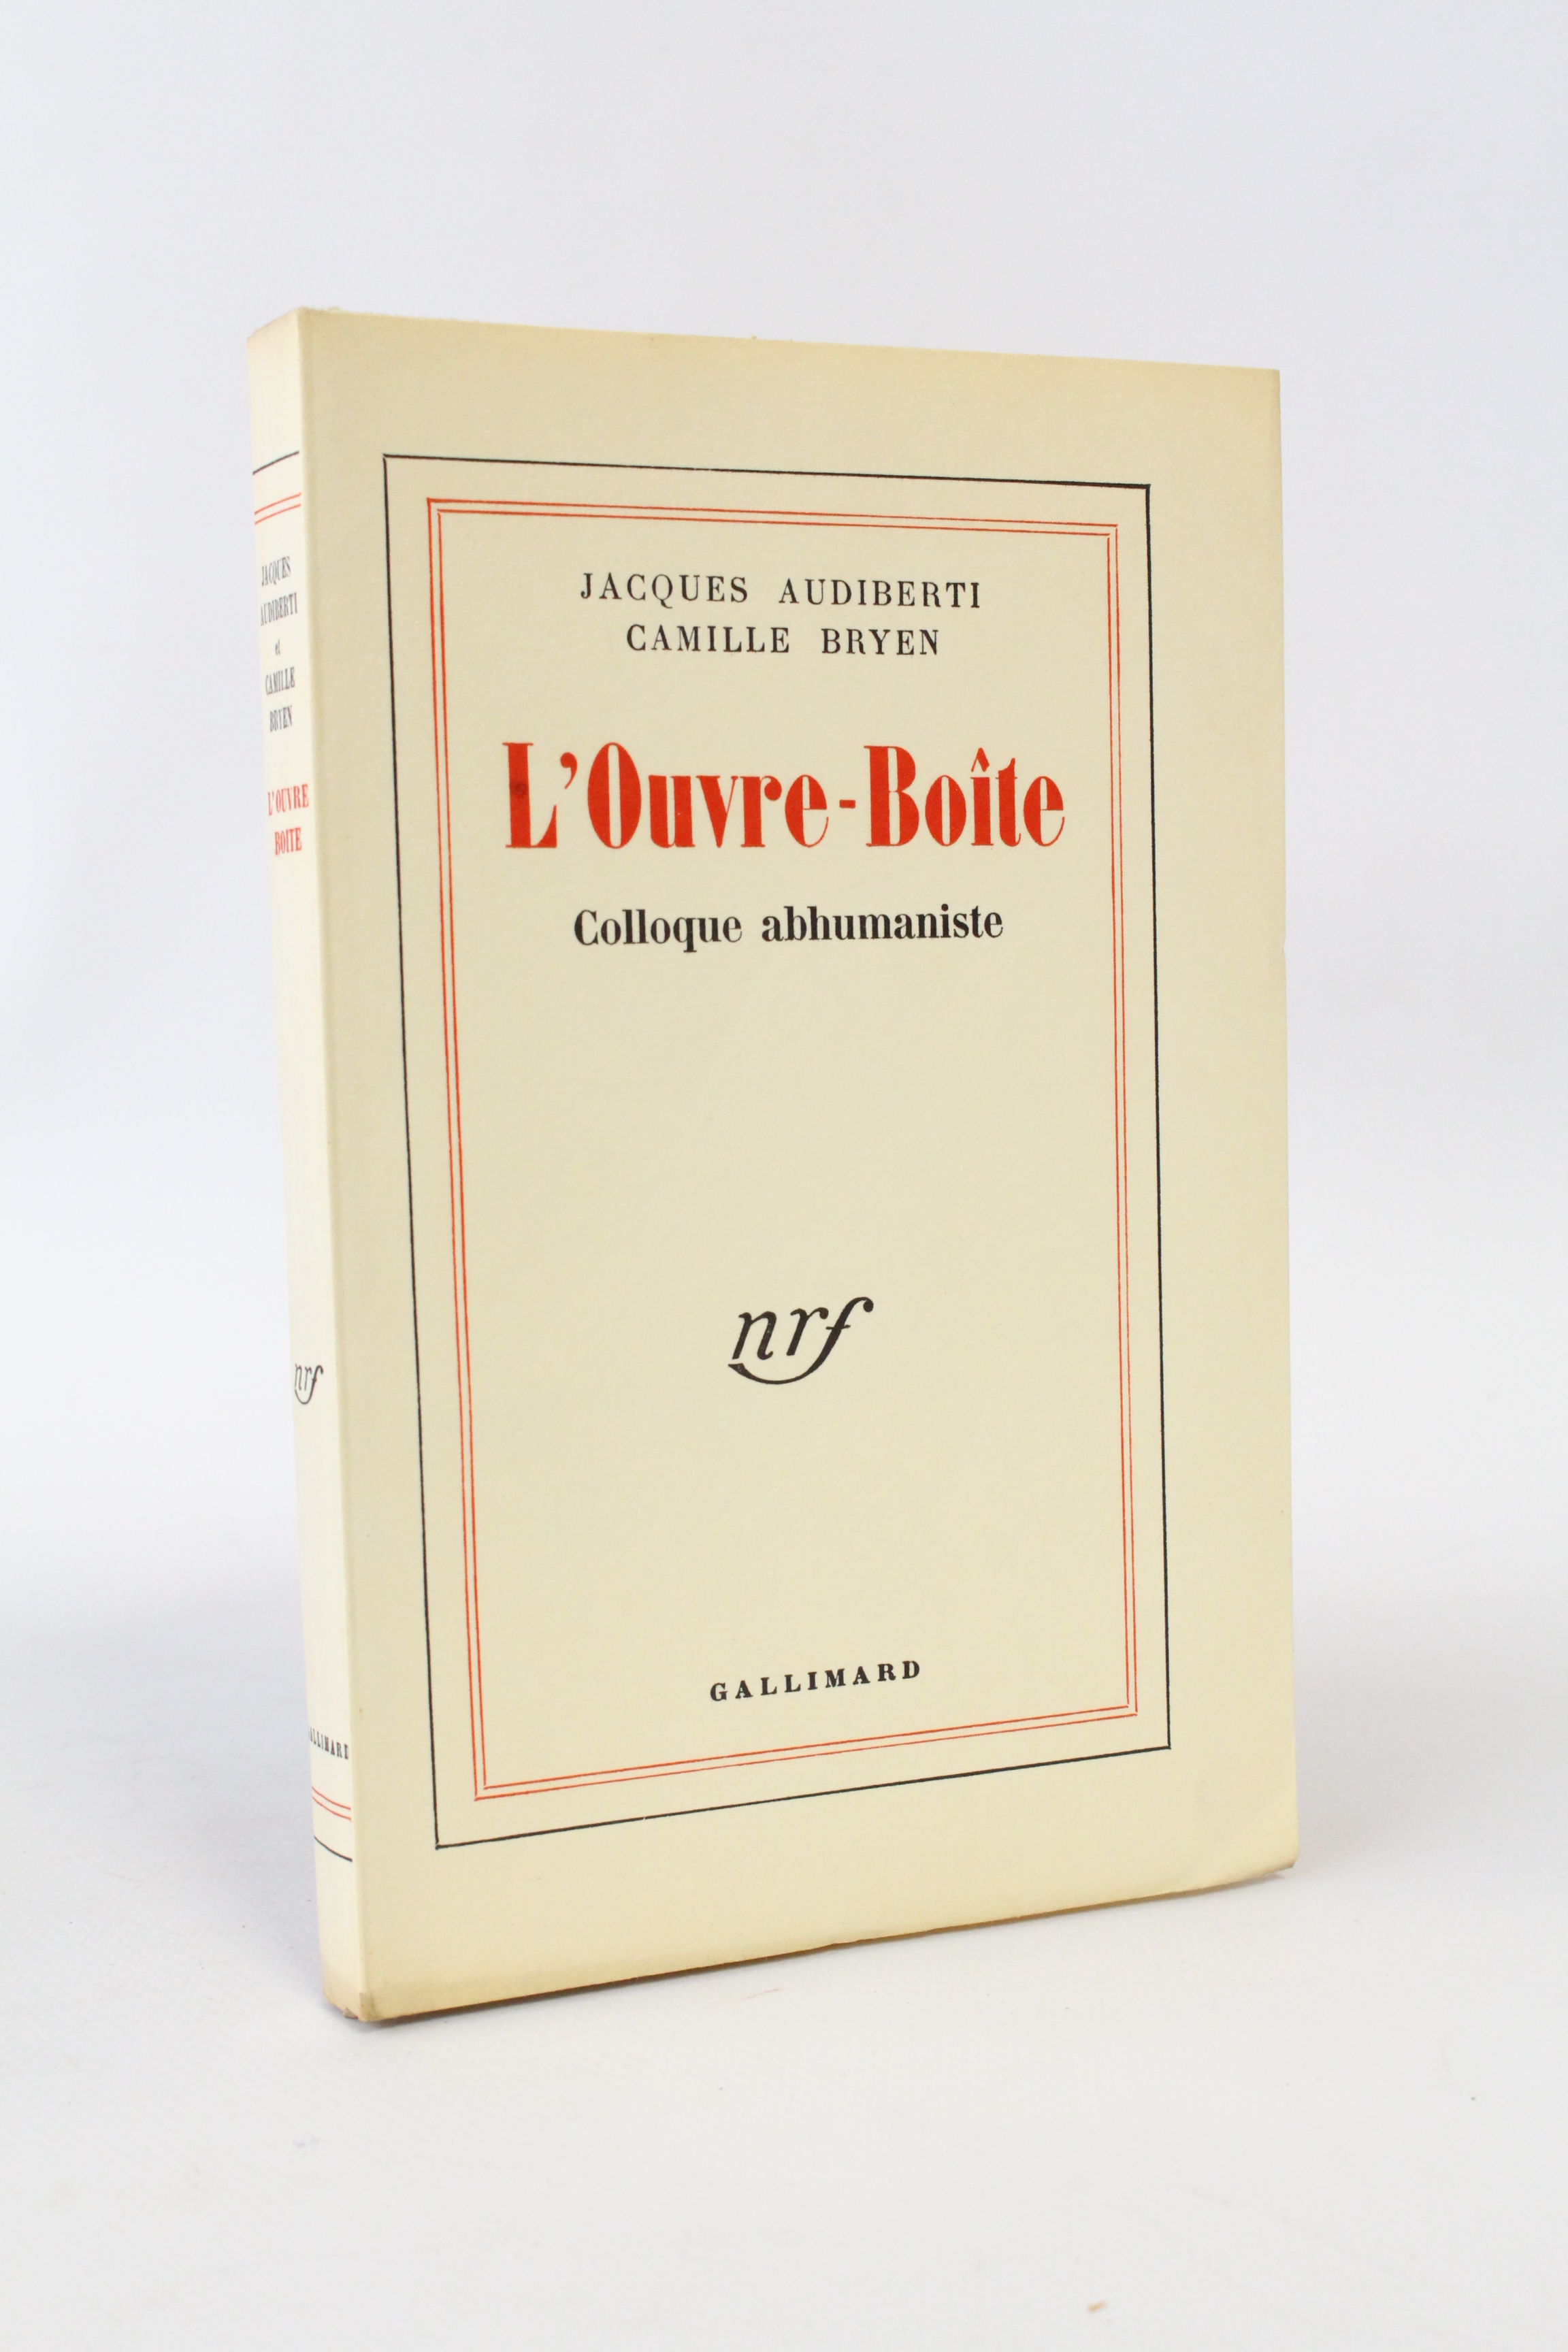 JACQUES AUDIBERTI
CAMILLE BRYEN
L'Ouvre-Boîte
Colloque abhumaniste
nrf
GALLIMARD
JACQUES
AUDIBERTI
et
CAMILLE
BRYEN
L'OUVRE
BOITE
nrf
GALLIMARD